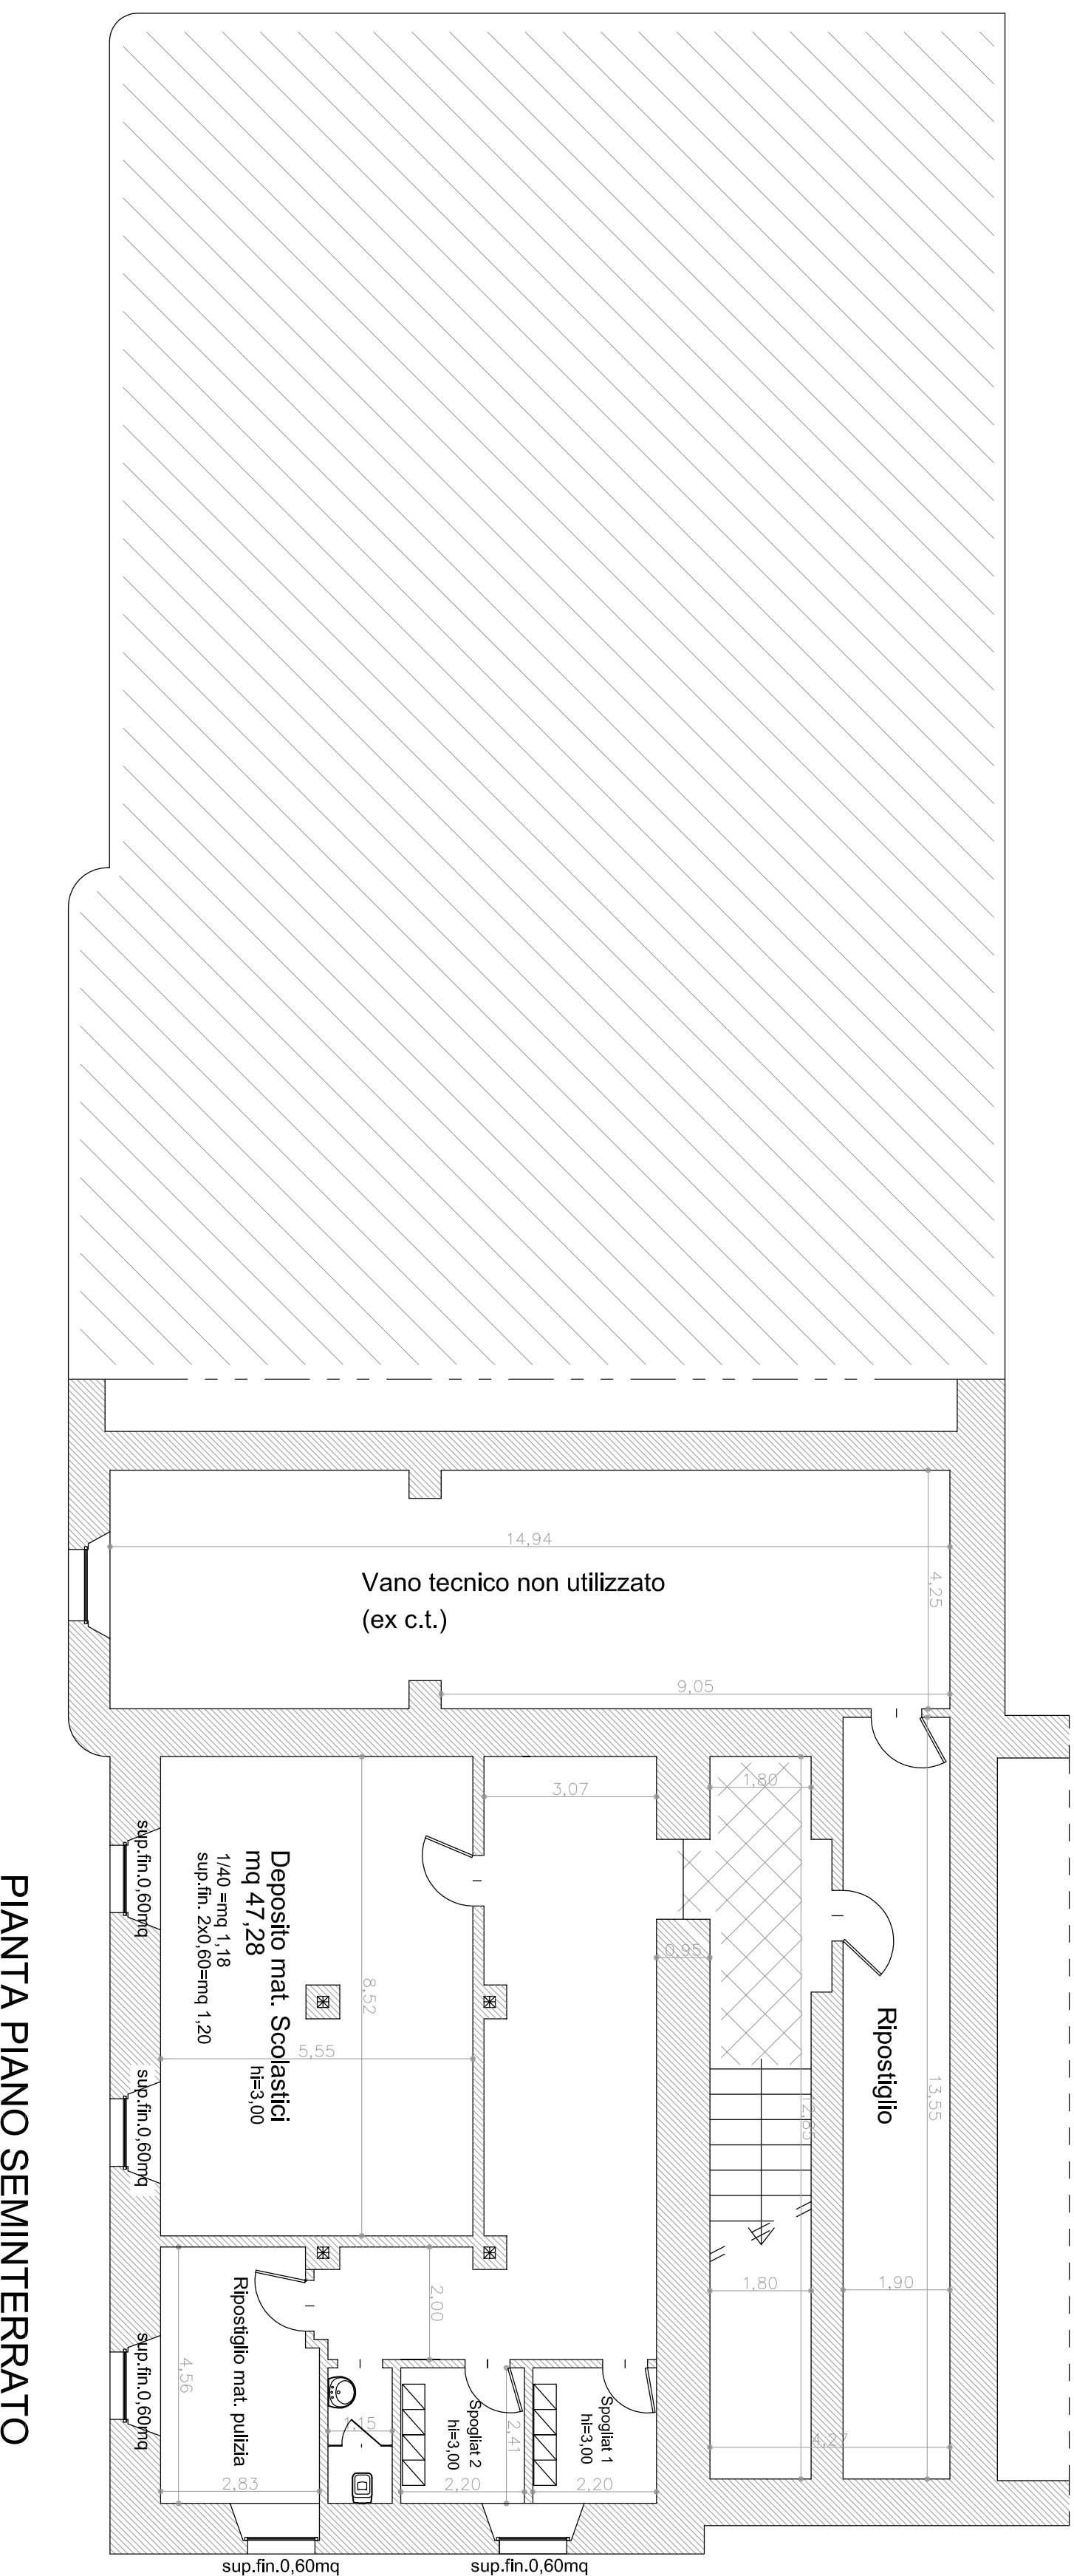 14,94
4,25
Vano tecnico non utilizzato
(ex c.t.)
9,05
1,80
3,07
0,95
Deposito mat. Scolastici
hi=3,00
mq 47,28
1/40 =mq 1,18
sup.fin. 2x0,60=mq 1,20
8,52
5,55
sup.fin.0,60mq
sup.fin.0,60mq
sup.fin.0,60mq
Ripostiglio
13,55
12,85
1,80
1,90
4,27
2,00
Ripostiglio mat. pulizia
4,56
2,83
1,15
Spogliat 2
hi=3,00
2,41
2,20
Spogliat 1
hi=3,00
2,20
sup.fin.0,60mq
sup.fin.0,60mq
PIANTA PIANO SEMINTERRATO